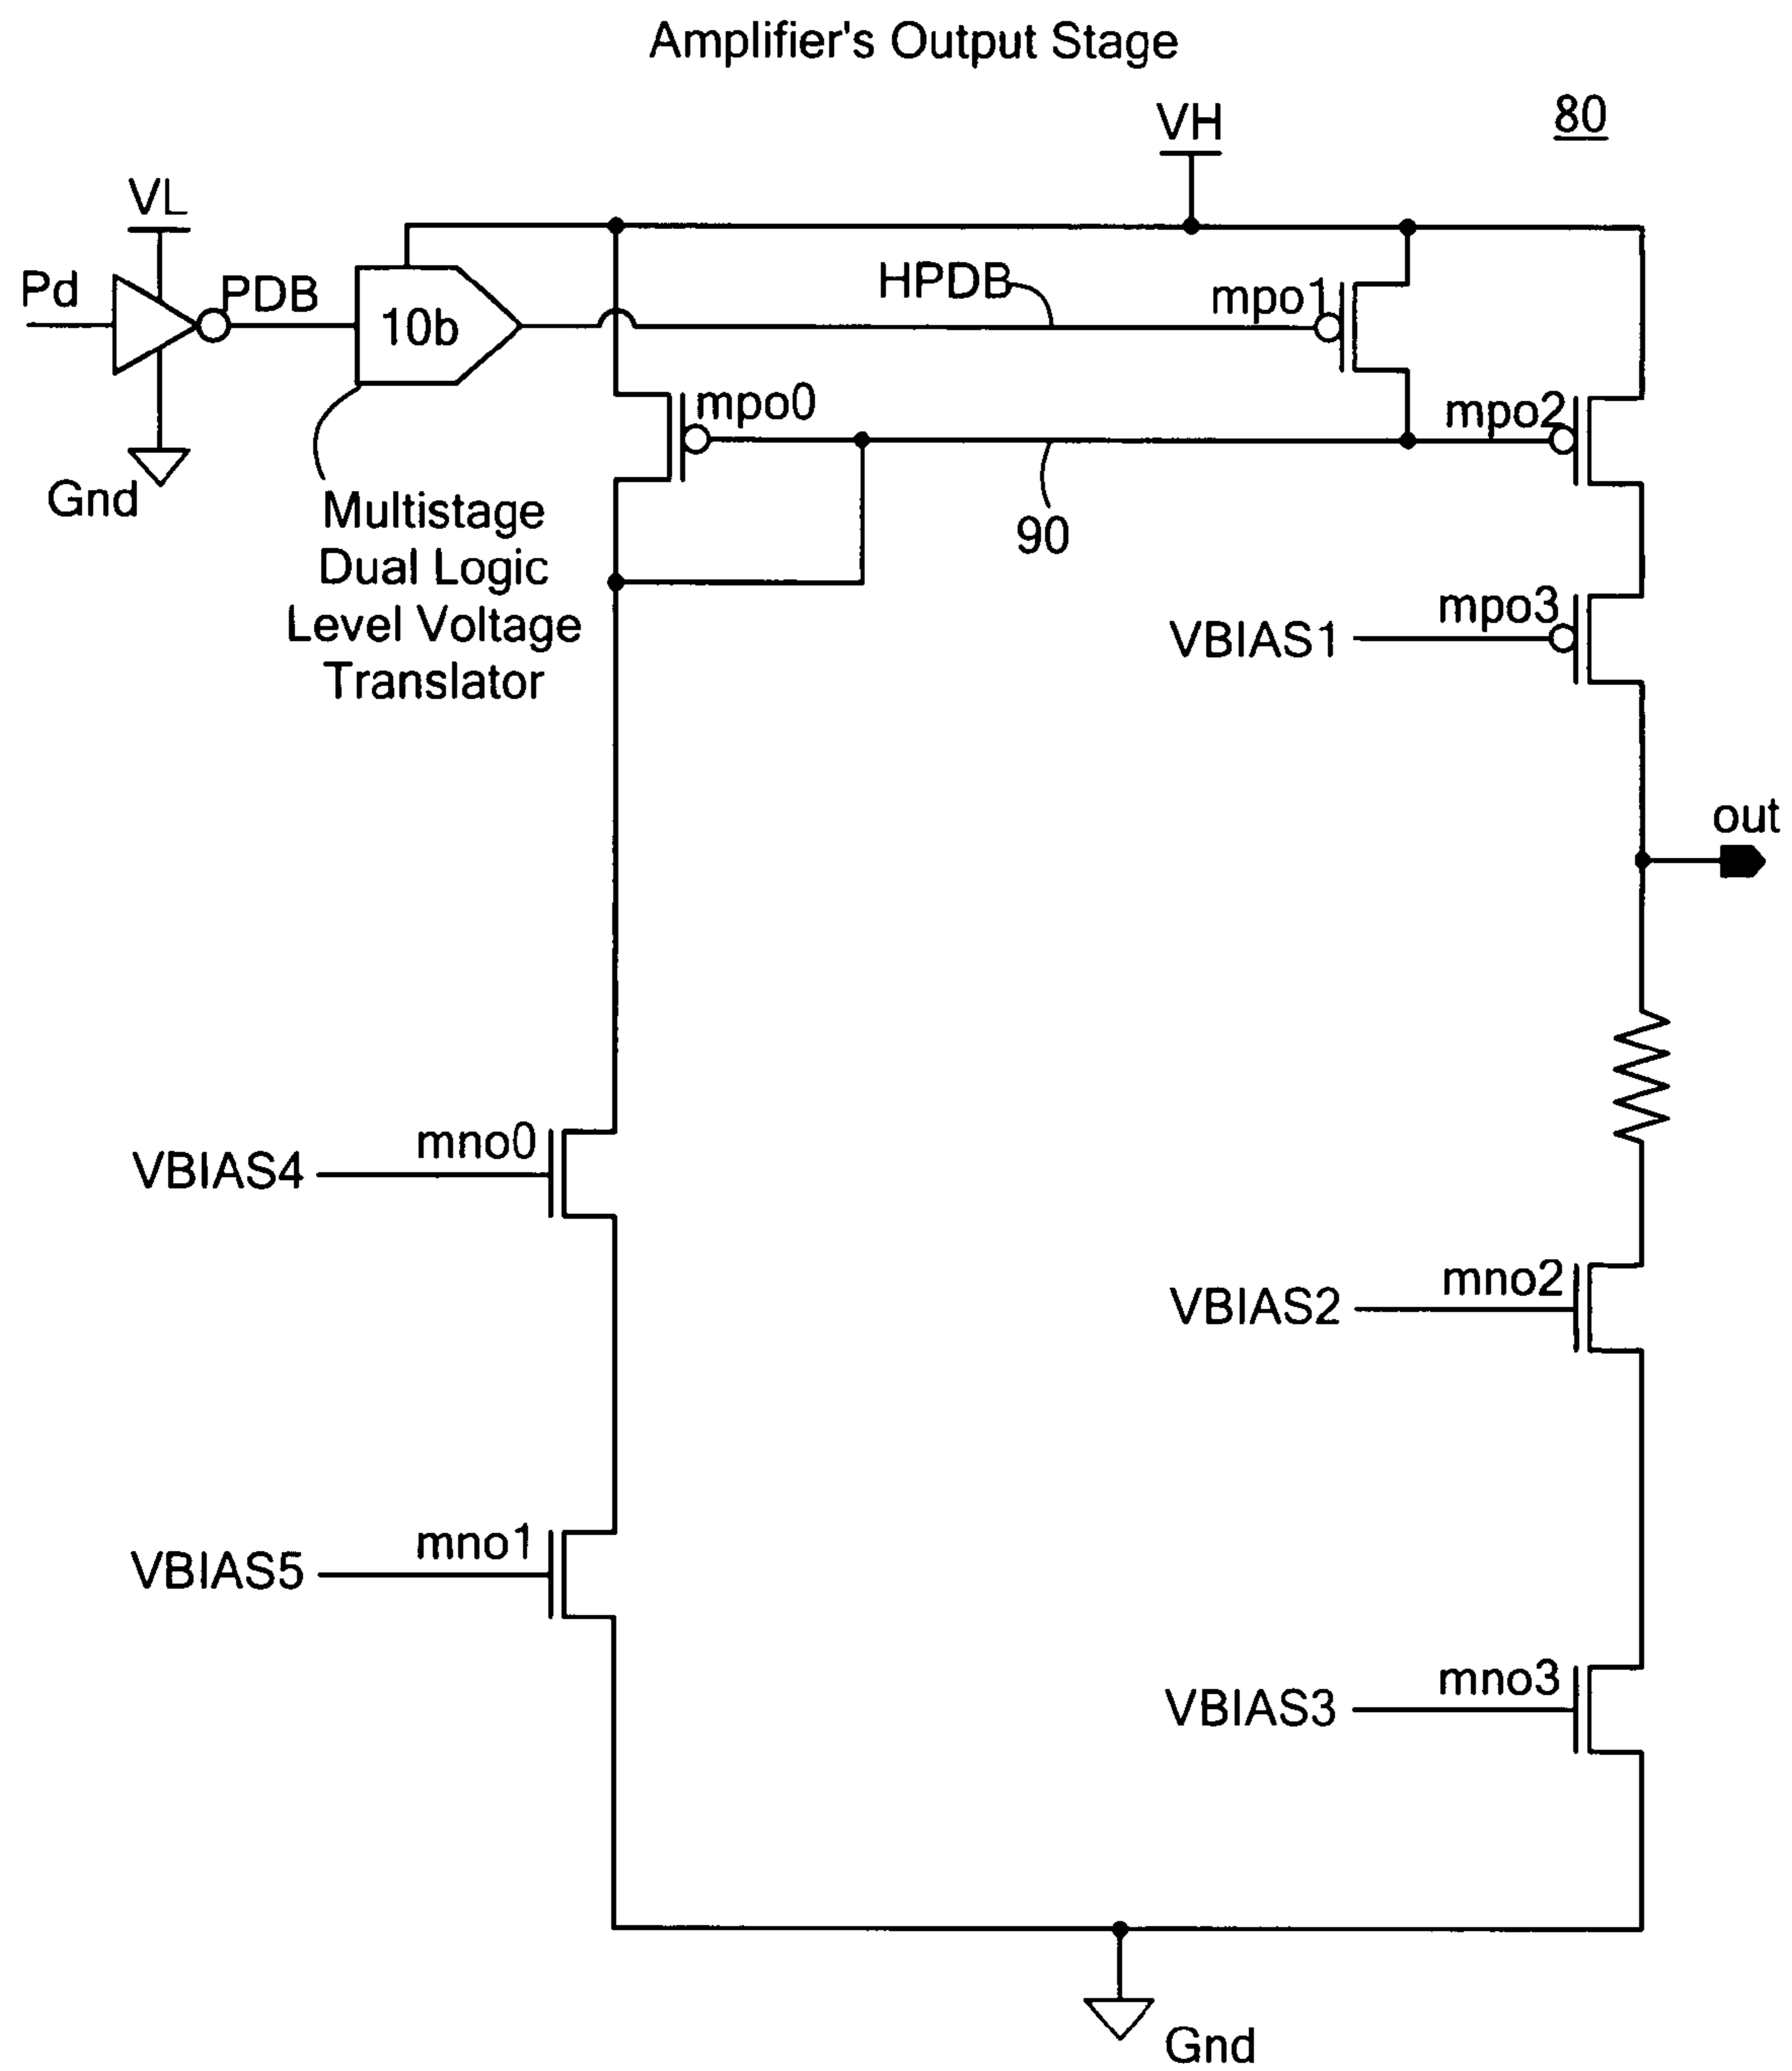 Amplifier's Output Stage
80
VH
VL
Pd
PDB
10b
HPDB
mpo1
mpo0
mpo2
Gnd
Multistage
Dual Logic
Level Voltage
Translator
90
mpo3
VBIAS1
out
mno0
VBIAS4
mno2
VBIAS2
mno1
VBIAS5
mno3
VBIAS3
Gnd